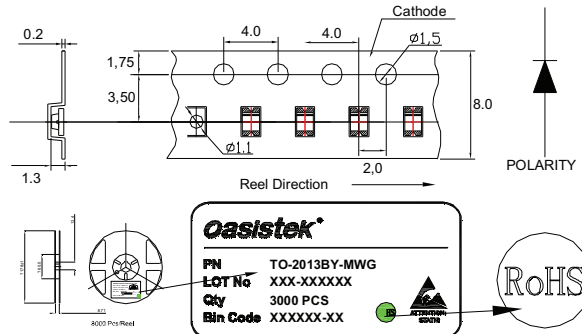 Cathode
0.2
4.0
4.0
ø1,5
1,75
3,50
8.0
ø1.1
2,0
1.3
POLARITY
Reel Direction
Oasistek
PN TO-2013BY-MWG
LOT No XXX-XXXXXX
Qty 3000 PCS
Bin Code XXXXXX-XX
ATTENTION
STATIC
RoHS
3000 Pcs/Reel